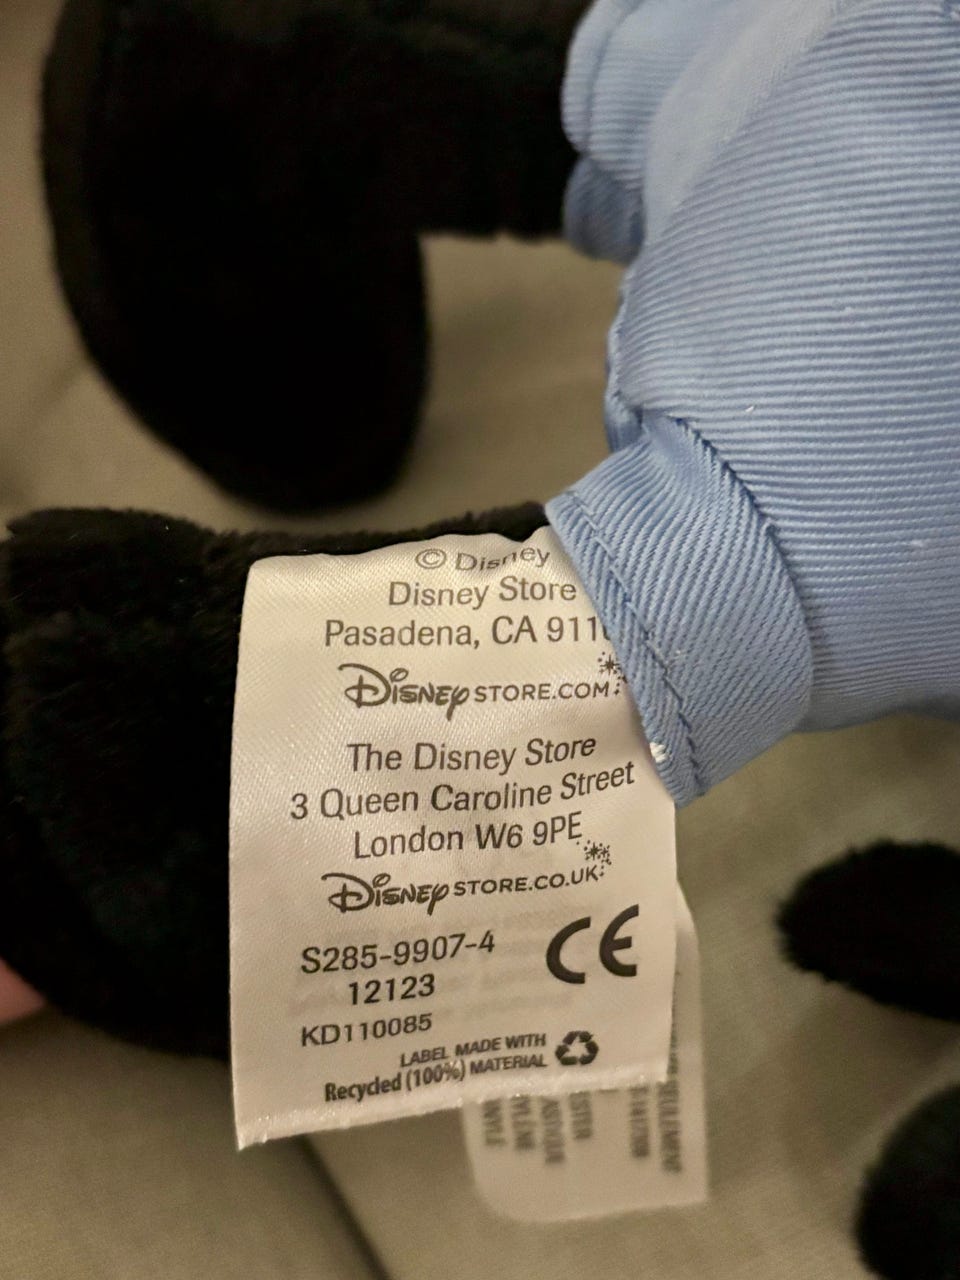 © Disney
Disney Store
Pasadena, CA
DISNEY STORE.COM
The Disney Store
3 Queen Caroline Street
London W6 9PE
DISNEY STORE.CO.UK
S285-9907-4
CE
12123
KD110085
LABEL MADE WITH
Recycled (100%) MATERIAL